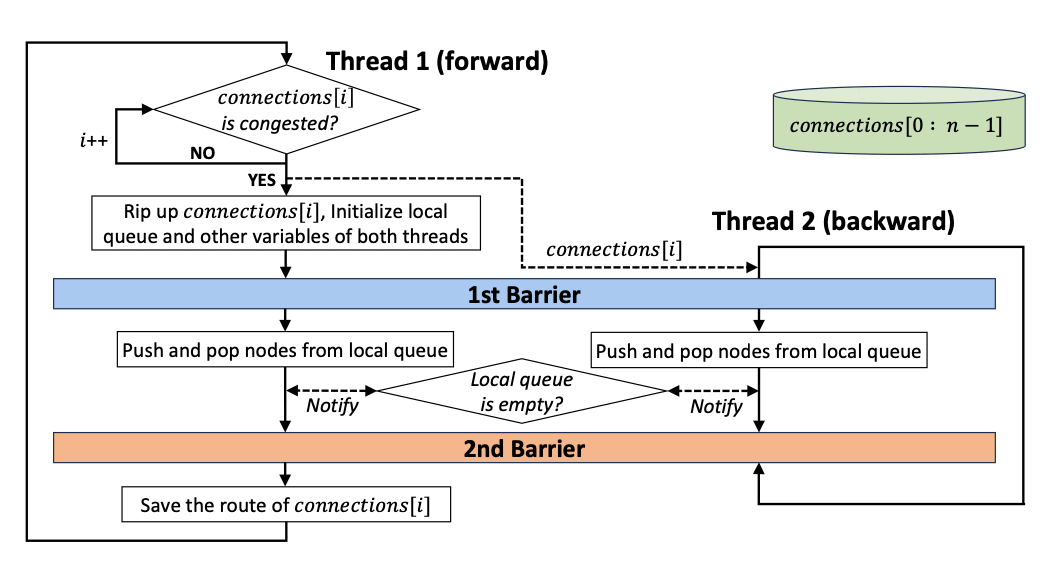 Thread 1 (forward)
connections[i]
is congested?
connections[0 : n − 1]
i++
NO
YES
Rip up connections[i], Initialize local
queue and other variables of both threads
Thread 2 (backward)
connections[i]
1st Barrier
Push and pop nodes from local queue
Push and pop nodes from local queue
Local queue
is empty?
Notify
Notify
2nd Barrier
Save the route of connections[i]